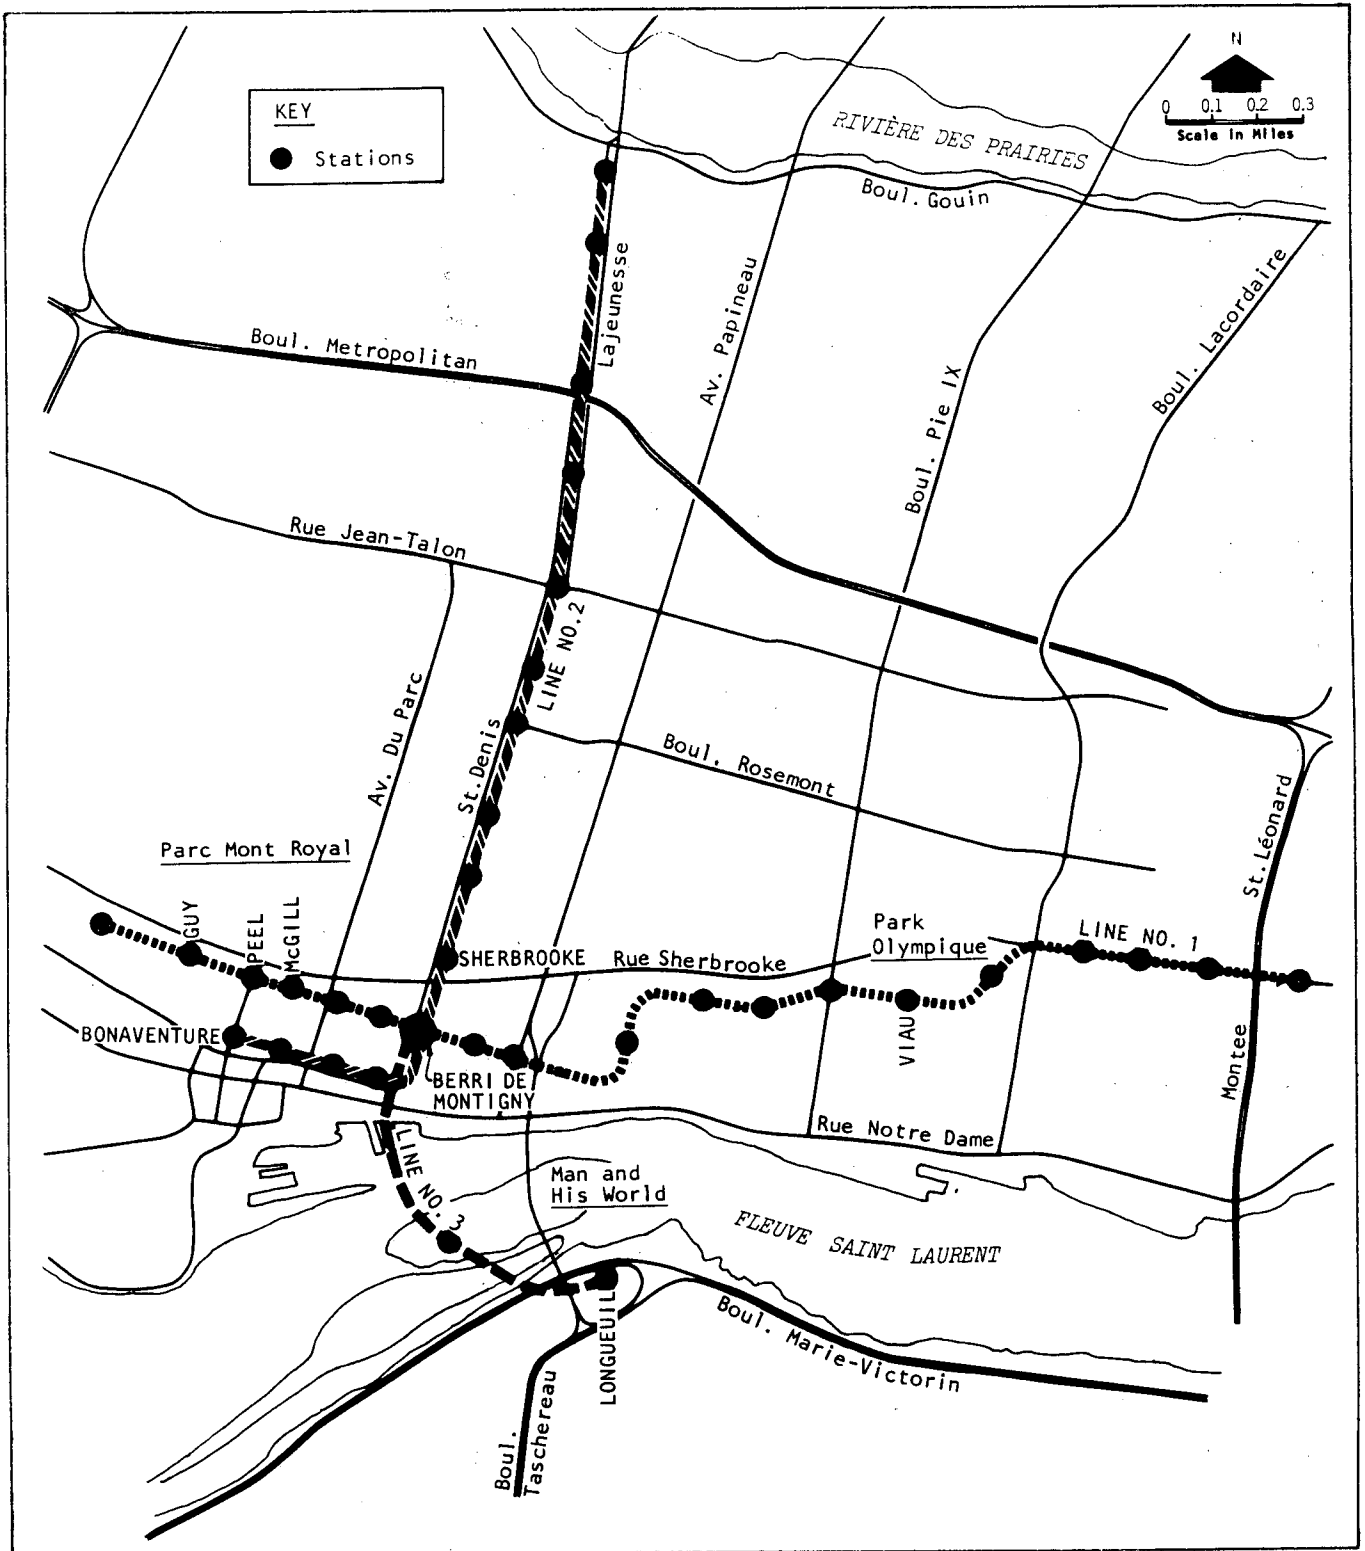 N
0 0.1 0.2 0.3
Scale in Miles
KEY
Stations
RIVIÈRE DES PRAIRIES
Boul. Gouin
Lajeunesse
Av. Papineau
Boul. Lacordaire
Boul. Metropolitan
Boul. Pie IX
Rue Jean-Talon
LINE NO.2
Av. Du Parc
St.Denis
Boul. Rosemont
St.Léonard
Parc Mont Royal
GUY
PEEL
McGILL
SHERBROOKE
Rue Sherbrooke
Park
Olympique
LINE NO. 1
BONAVENTURE
VIAU
Montee
BERRI DE
MONTIGNY
Rue Notre Dame
LINE NO. 3
Man and
His World
FLEUVE SAINT LAURENT
LONGUEUIL
Boul. Marie-Victorin
Boul.
Taschereau